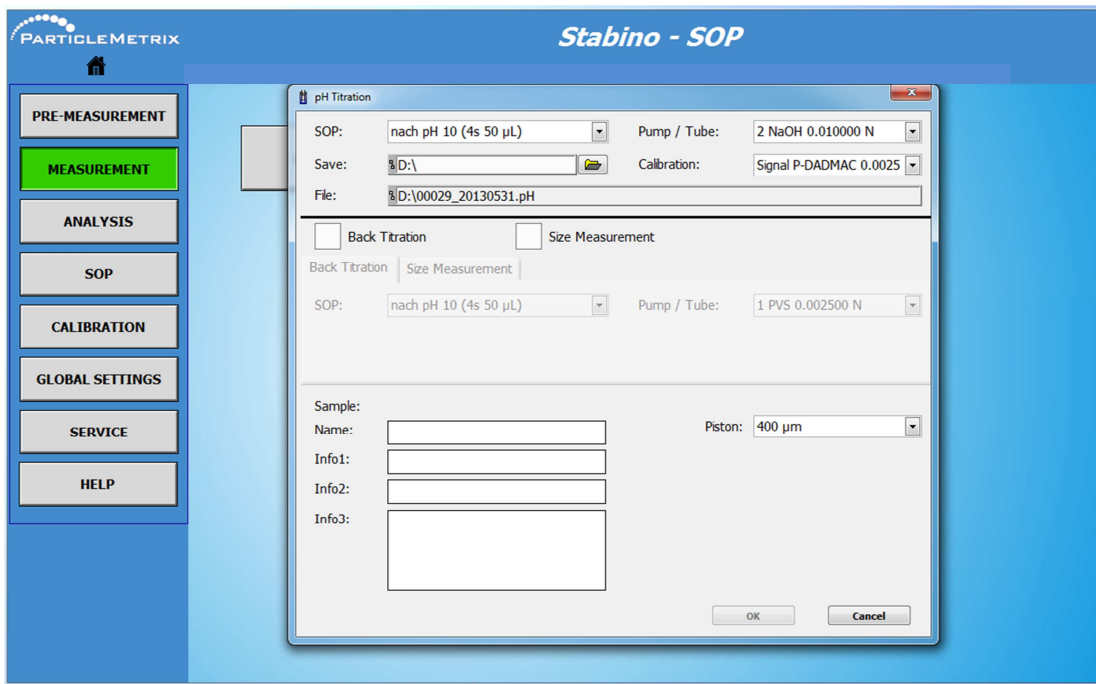 PARTICLEMETRIX
Stabino - SOP
PRE-MEASUREMENT
MEASUREMENT
ANALYSIS
SOP
CALIBRATION
GLOBAL SETTINGS
SERVICE
HELP
pH Titration
SOP: nach pH 10 (4s 50 µL) Pump / Tube: 2 NaOH 0.010000 N
Save: D:\ Calibration: Signal P-DADMAC 0.0025
File: D:\00029_20130531.pH
Back Titration Size Measurement
Back Titration Size Measurement
SOP: nach pH 10 (4s 50 µL) Pump / Tube: 1 PVS 0.002500 N
Sample:
Name: Piston: 400 µm
Info1:
Info2:
Info3:
OK Cancel